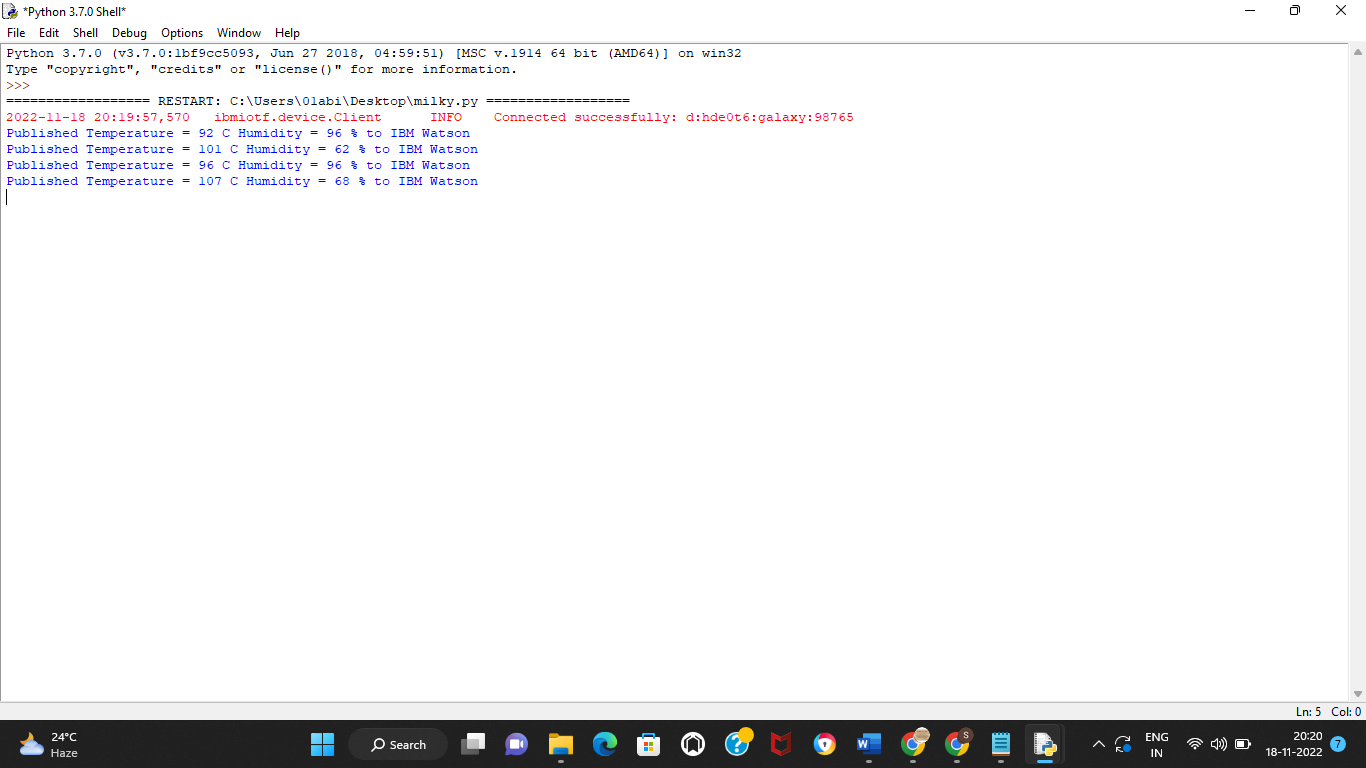 *Python 3.7.0 Shell*
File Edit Shell Debug Options Window Help
Python 3.7.0 (v3.7.0:1bf9cc5093, Jun 27 2018, 04:59:51) [MSC v.1914 64 bit (AMD64)] on win32
Type "copyright", "credits" or "license()" for more information.
>>>
================== RESTART: C:\Users\01abi\Desktop\milky.py ==================
2022-11-18 20:19:57,570   ibmiotf.device.Client      INFO    Connected successfully: d:hde0t6:galaxy:98765
Published Temperature = 92 C Humidity = 96 % to IBM Watson
Published Temperature = 101 C Humidity = 62 % to IBM Watson
Published Temperature = 96 C Humidity = 96 % to IBM Watson
Published Temperature = 107 C Humidity = 68 % to IBM Watson
Ln: 5 Col: 0
24°C
Haze
Search
W
S
ENG
IN
20:20
18-11-2022
7